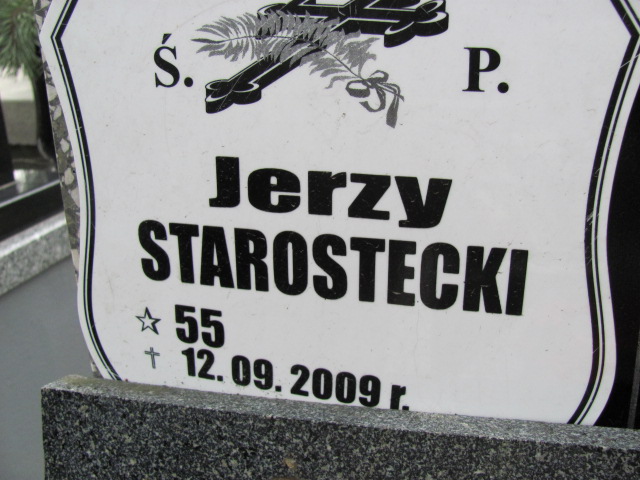 Ś. P.
Jerzy
STAROSTECKI
55
12. 09. 2009 r.